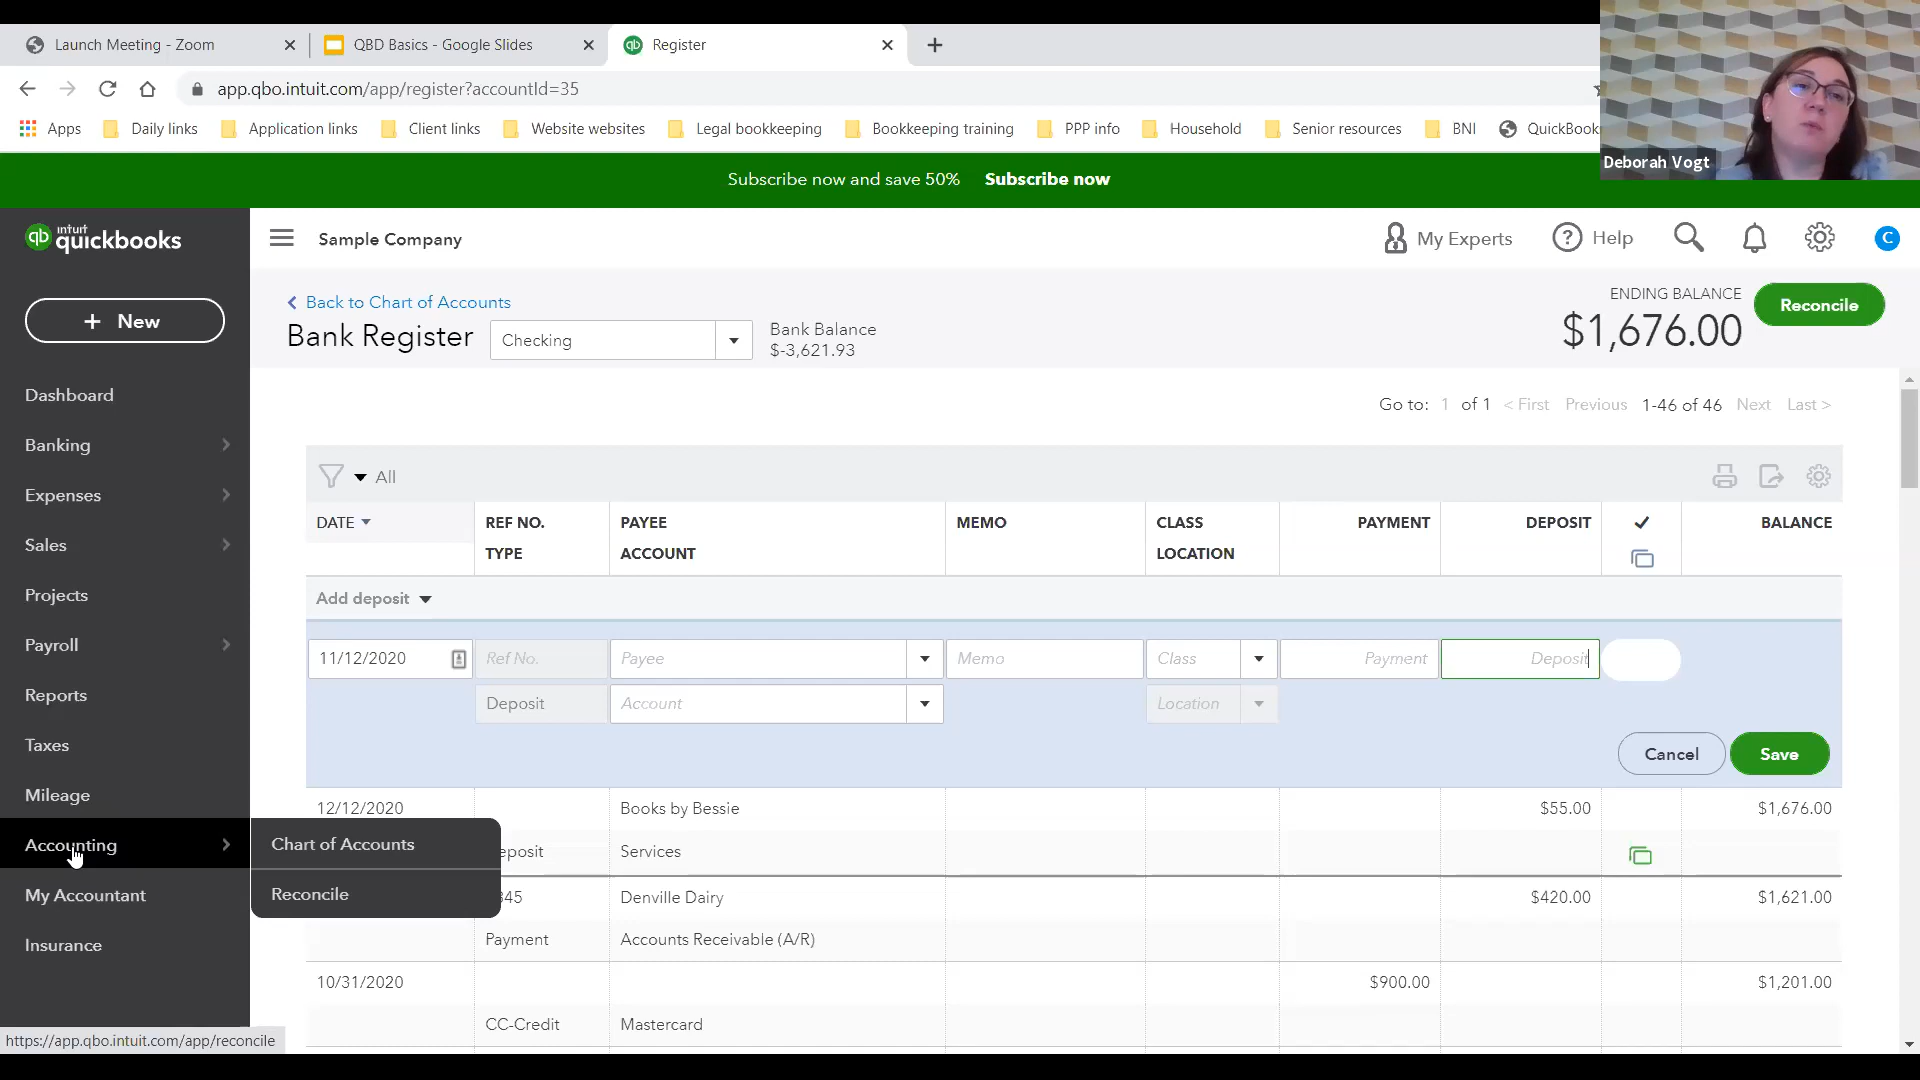 Launch Meeting - Zoom
QBD Basics - Google Slides
qb Register
app.qbo.intuit.com/app/register?accountId=35
Apps Daily links Application links Client links Website websites Legal bookkeeping Bookkeeping training PPP info Household Senior resources BNI
Deborah Vogt
Subscribe now and save 50% Subscribe now
qb intuit quickbooks
Sample Company
My Experts
? Help
C
+ New
Dashboard
Banking
Expenses
Sales
Projects
Payroll
Reports
Taxes
Mileage
Accounting
My Accountant
Insurance
Chart of Accounts
Reconcile
Back to Chart of Accounts
Bank Register Checking
Bank Balance
$-3,621.93
ENDING BALANCE
$1,676.00
Reconcile
Go to: 1 of 1 < First Previous 1-46 of 46 Next Last >
All
DATE REF NO. PAYEE MEMO CLASS PAYMENT DEPOSIT BALANCE
TYPE ACCOUNT LOCATION
Add deposit
11/12/2020 Ref No. Payee Memo Class Payment Deposit
Deposit Account Location
Cancel Save
12/12/2020 Books by Bessie $55.00 $1,676.00
eposit Services
345 Denville Dairy $420.00 $1,621.00
Payment Accounts Receivable (A/R)
10/31/2020 $900.00 $1,201.00
CC-Credit Mastercard
https://app.qbo.intuit.com/app/reconcile